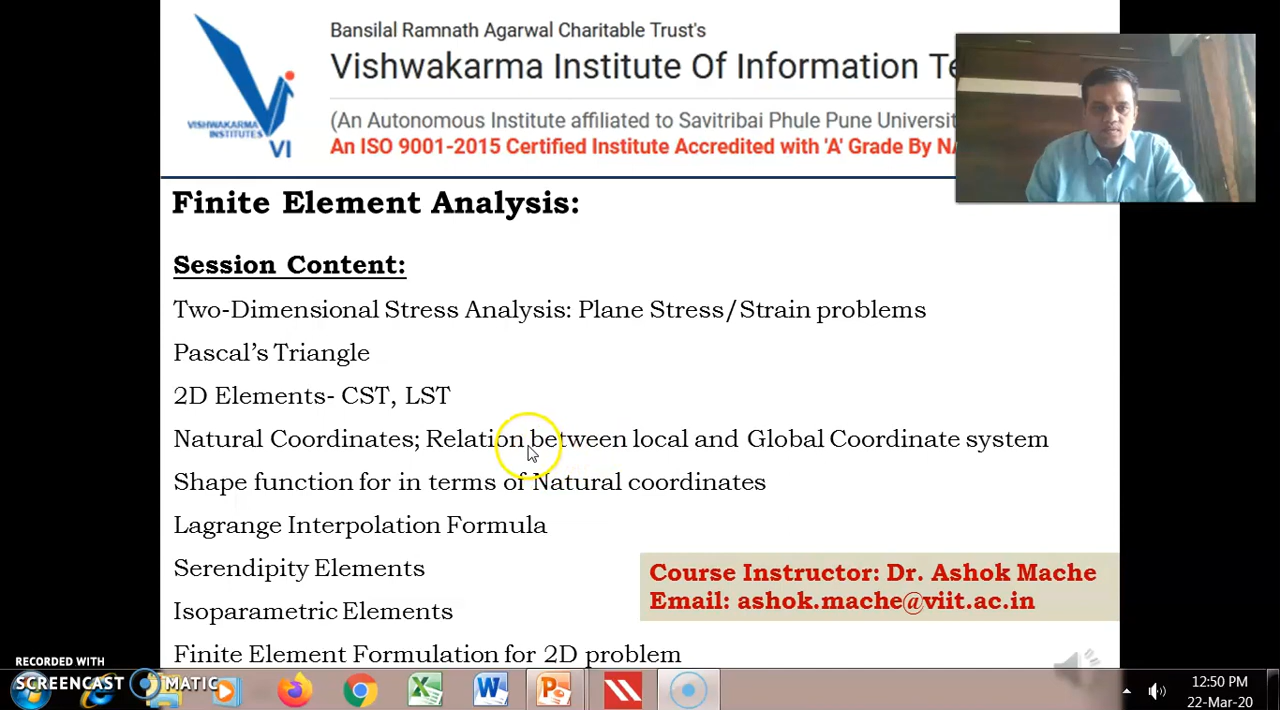 Bansilal Ramnath Agarwal Charitable Trust's
Vishwakarma Institute Of Information
(An Autonomous Institute affiliated to Savitribai Phule Pune
An ISO 9001-2015 Certified Institute Accredited with 'A' Grade By
VISHWAKARMA
INSTITUTES
VI
Finite Element Analysis:
Session Content:
Two-Dimensional Stress Analysis: Plane Stress/Strain problems
Pascal's Triangle
2D Elements- CST, LST
Natural Coordinates; Relation between local and Global Coordinate system
Shape function for in terms of Natural coordinates
Lagrange Interpolation Formula
Serendipity Elements
Isoparametric Elements
Finite Element Formulation for 2D problem
Course Instructor: Dr. Ashok Mache
Email: ashok.mache@viit.ac.in
RECORDED WITH
SCREENCAST MATIC
12:50 PM
22-Mar-20